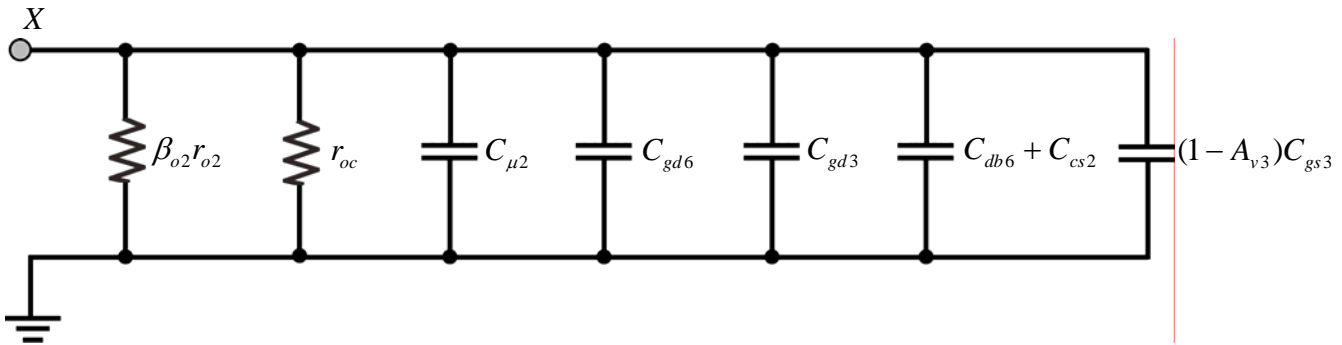 X
β_{o2}r_{o2}
r_{oc}
C_{μ2}
C_{gd6}
C_{gd3}
C_{db6} + C_{cs2}
(1 − A_{v3})C_{gs3}